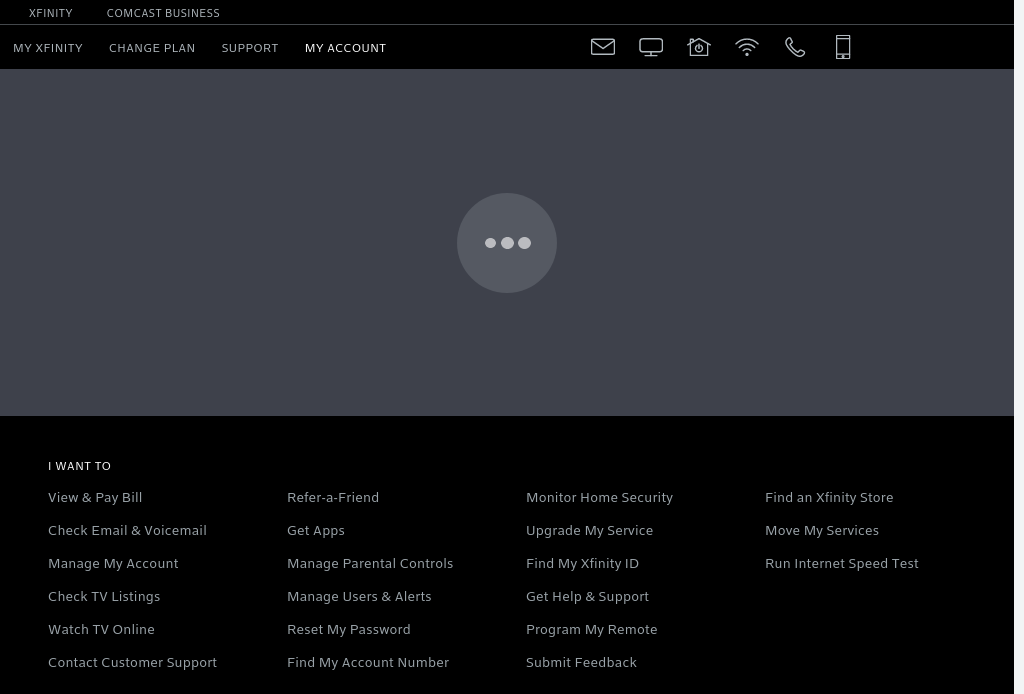 XFINITY COMCAST BUSINESS
MY XFINITY CHANGE PLAN SUPPORT MY ACCOUNT
I WANT TO
View & Pay Bill
Check Email & Voicemail
Manage My Account
Check TV Listings
Watch TV Online
Contact Customer Support
Refer-a-Friend
Get Apps
Manage Parental Controls
Manage Users & Alerts
Reset My Password
Find My Account Number
Monitor Home Security
Upgrade My Service
Find My Xfinity ID
Get Help & Support
Program My Remote
Submit Feedback
Find an Xfinity Store
Move My Services
Run Internet Speed Test